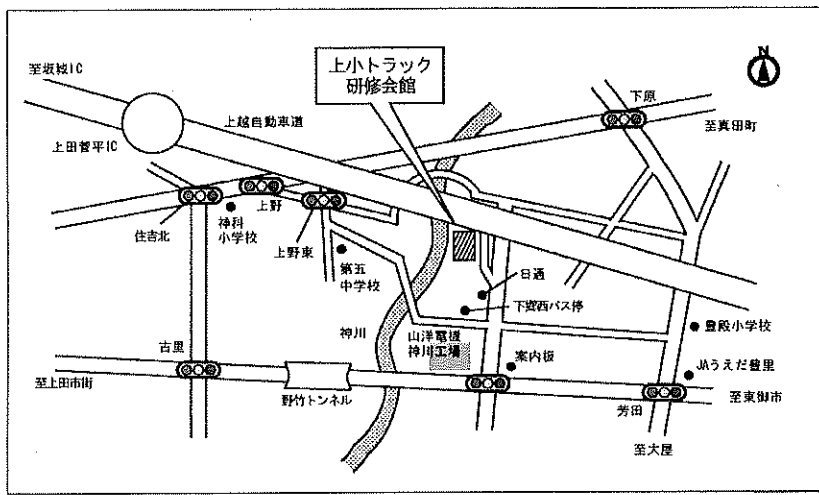 上小トラック
研修会館
N
至坂城IC
下原
上越自動車道
至真田町
上田菅平IC
上野
住吉北
神科
小学校
上野東
第五
中学校
日通
下郷西バス停
神川
山洋電機
神川工場
豊殿小学校
古里
案内板
JAうえだ豊里
至上田市街
野竹トンネル
芳田
至東御市
至大屋